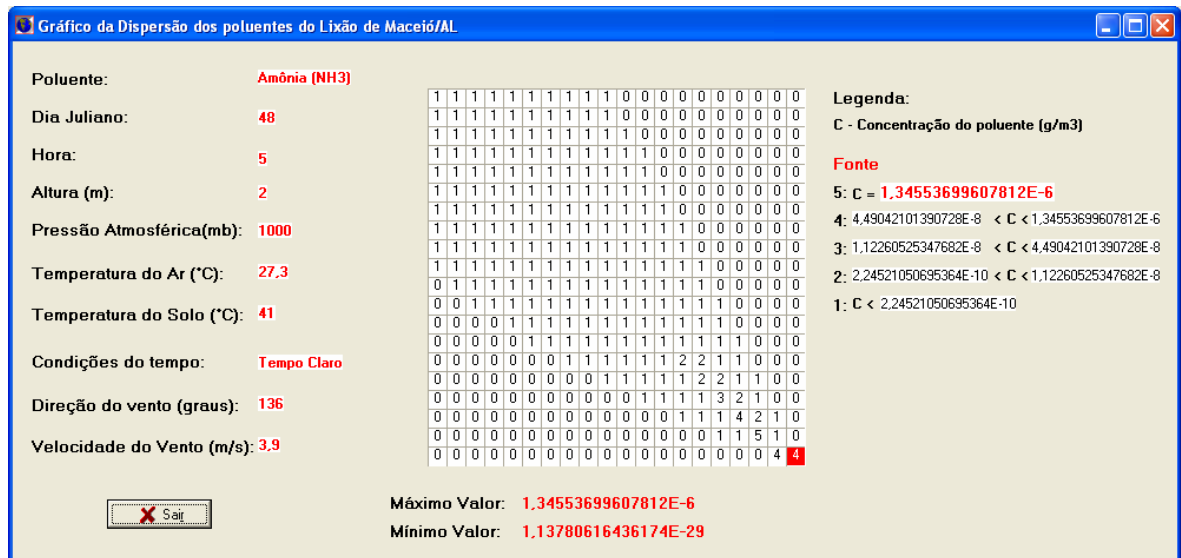 Gráfico da Dispersão dos poluentes do Lixão de Maceió/AL
Poluente: Amônia (NH3)
Dia Juliano: 48
Hora: 5
Altura (m): 2
Pressão Atmosférica(mb): 1000
Temperatura do Ar (°C): 27,3
Temperatura do Solo (°C): 41
Condições do tempo: Tempo Claro
Direção do vento (graus): 136
Velocidade do Vento (m/s): 3,9
Sair
1 1 1 1 1 1 1 1 1 1 0 0 0 0 0 0 0 0 0 0
1 1 1 1 1 1 1 1 1 1 0 0 0 0 0 0 0 0 0 0
1 1 1 1 1 1 1 1 1 1 1 0 0 0 0 0 0 0 0 0
1 1 1 1 1 1 1 1 1 1 1 1 0 0 0 0 0 0 0 0
1 1 1 1 1 1 1 1 1 1 1 1 0 0 0 0 0 0 0 0
1 1 1 1 1 1 1 1 1 1 1 1 1 0 0 0 0 0 0 0
1 1 1 1 1 1 1 1 1 1 1 1 1 0 0 0 0 0 0 0
1 1 1 1 1 1 1 1 1 1 1 1 1 1 0 0 0 0 0 0
1 1 1 1 1 1 1 1 1 1 1 1 1 1 0 0 0 0 0 0
1 1 1 1 1 1 1 1 1 1 1 1 1 1 1 0 0 0 0 0
0 1 1 1 1 1 1 1 1 1 1 1 1 1 1 0 0 0 0 0
0 0 1 1 1 1 1 1 1 1 1 1 1 1 1 1 0 0 0 0
0 0 0 0 1 1 1 1 1 1 1 1 1 1 1 1 0 0 0 0
0 0 0 0 0 1 1 1 1 1 1 1 1 1 1 1 1 0 0 0
0 0 0 0 0 0 0 1 1 1 1 1 1 2 2 1 1 0 0 0
0 0 0 0 0 0 0 0 0 1 1 1 1 1 2 2 1 1 0 0
0 0 0 0 0 0 0 0 0 0 0 1 1 1 1 3 2 1 0 0
0 0 0 0 0 0 0 0 0 0 0 0 0 1 1 1 4 2 1 0
0 0 0 0 0 0 0 0 0 0 0 0 0 0 0 1 1 5 1 0
0 0 0 0 0 0 0 0 0 0 0 0 0 0 0 0 0 0 4 4
Máximo Valor: 1,34553699607812E-6
Mínimo Valor: 1,13780616436174E-29
Legenda:
C - Concentração do poluente (g/m3)
Fonte
5: C = 1,34553699607812E-6
4: 4,49042101390728E-8 < C < 1,34553699607812E-6
3: 1,12260525347682E-8 < C < 4,49042101390728E-8
2: 2,24521050695364E-10 < C < 1,12260525347682E-8
1: C < 2,24521050695364E-10